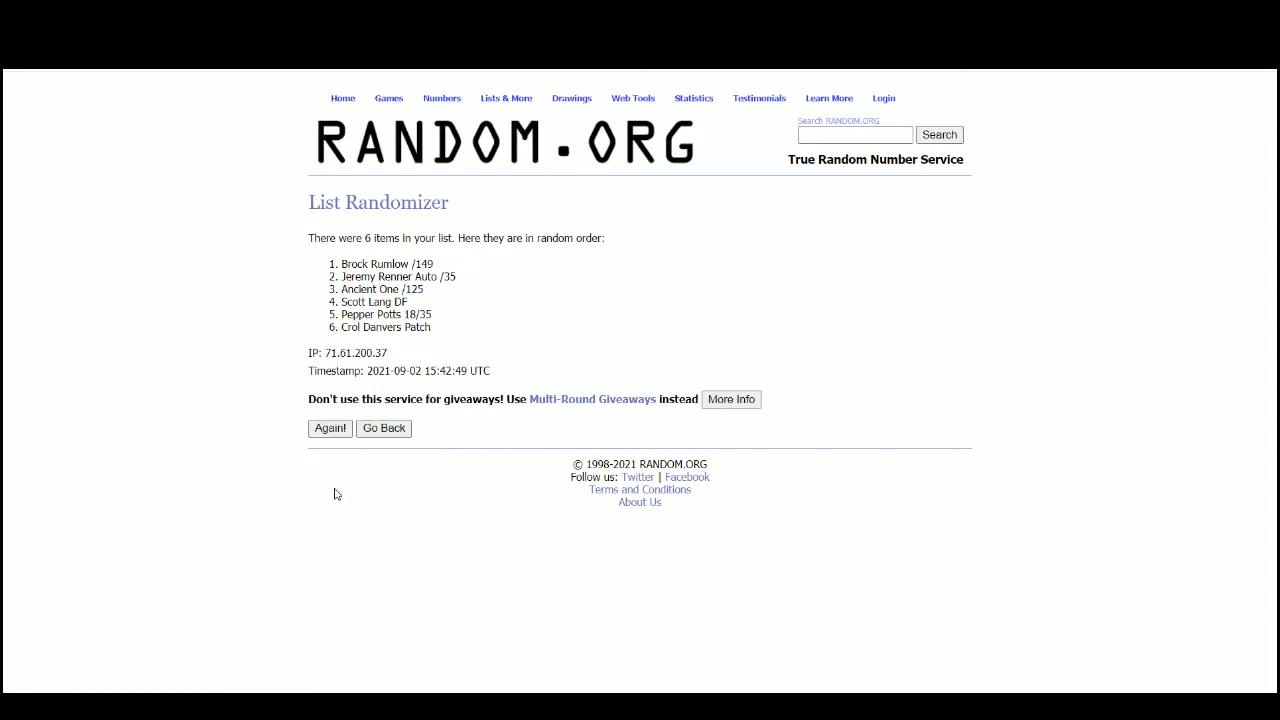 Home Games Numbers Lists & More Drawings Web Tools Statistics Testimonials Learn More Login
RANDOM.ORG
Search RANDOM.ORG
Search
True Random Number Service
List Randomizer
There were 6 items in your list. Here they are in random order:
1. Brock Rumlow /149
2. Jeremy Renner Auto /35
3. Ancient One /125
4. Scott Lang DF
5. Pepper Potts 18/35
6. Crol Danvers Patch
IP: 71.61.200.37
Timestamp: 2021-09-02 15:42:49 UTC
Don't use this service for giveaways! Use Multi-Round Giveaways instead More Info
Again! Go Back
© 1998-2021 RANDOM.ORG
Follow us: Twitter | Facebook
Terms and Conditions
About Us